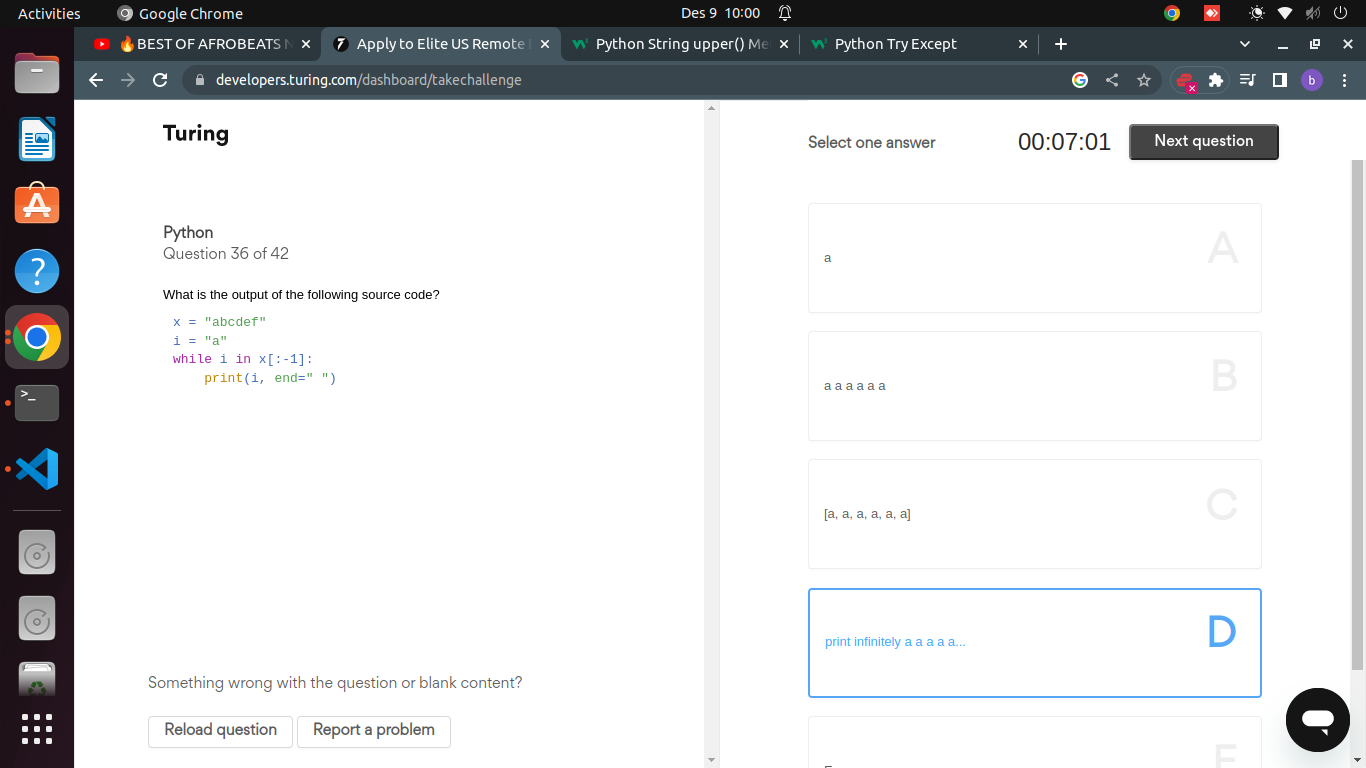 Activities
Google Chrome
Des 9 10:00
🔥BEST OF AFROBEATS N
Apply to Elite US Remote
Python String upper() Me
Python Try Except
developers.turing.com/dashboard/takechallenge
b
Turing
Select one answer
00:07:01
Next question
Python
Question 36 of 42
What is the output of the following source code?
x = "abcdef"
i = "a"
while i in x[:-1]:
    print(i, end=" ")
A
a
B
a a a a a a
C
[a, a, a, a, a, a]
D
print infinitely a a a a a...
E
Something wrong with the question or blank content?
Reload question
Report a problem